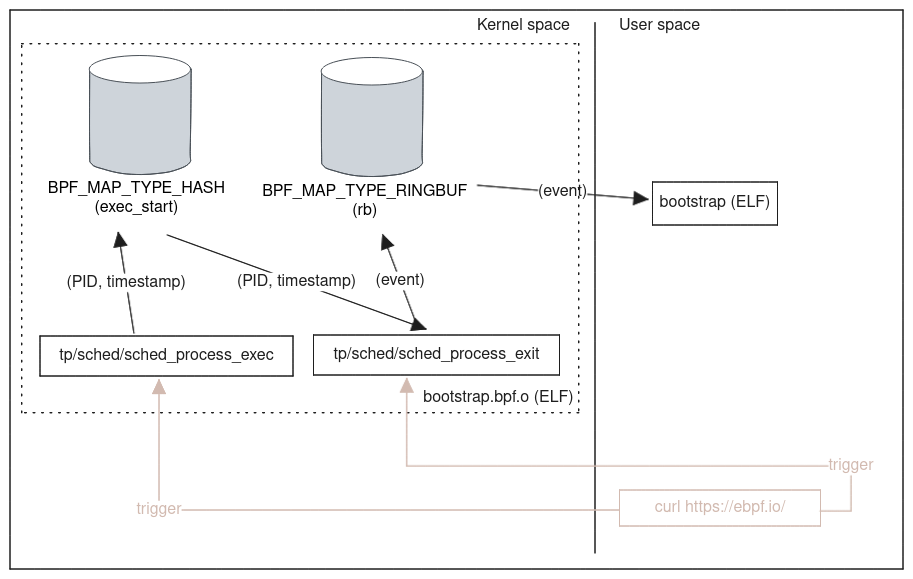 Kernel space
User space
BPF_MAP_TYPE_HASH
(exec_start)
BPF_MAP_TYPE_RINGBUF
(rb)
(event)
bootstrap (ELF)
(PID, timestamp)
(PID, timestamp)
(event)
tp/sched/sched_process_exec
tp/sched/sched_process_exit
bootstrap.bpf.o (ELF)
trigger
trigger
curl https://ebpf.io/